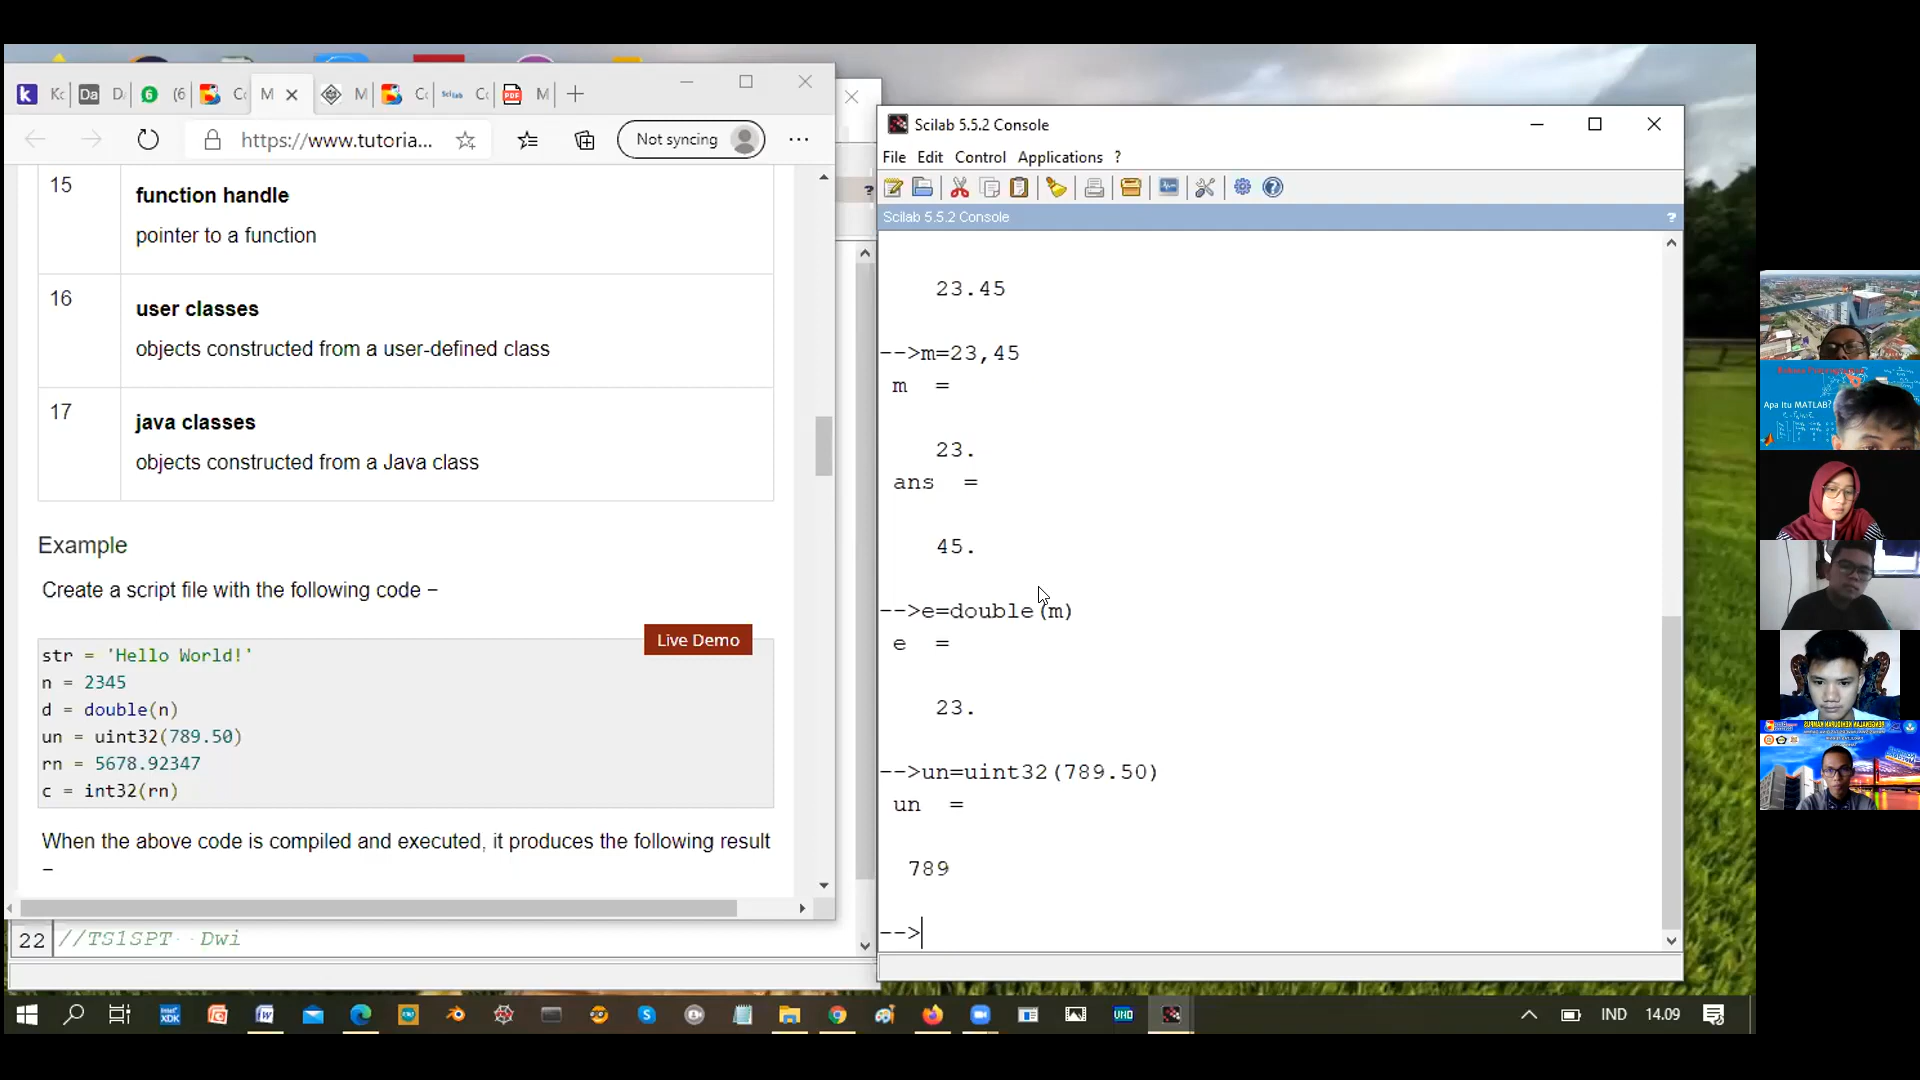 Kc
Da
D.
(6
C
M
M
C
Scilab
C
PDF
M
https://www.tutoria...
Not syncing
15
function handle
pointer to a function
16
user classes
objects constructed from a user-defined class
17
java classes
objects constructed from a Java class
Example
Create a script file with the following code −
Live Demo
str = 'Hello World!'
n = 2345
d = double(n)
un = uint32(789.50)
rn = 5678.92347
c = int32(rn)
When the above code is compiled and executed, it produces the following result
−
22 //TS1SPT Dwi
?
Scilab 5.5.2 Console
File Edit Control Applications ?
Scilab 5.5.2 Console ?
23.45
-->m=23,45
m =
23.
ans =
45.
-->e=double(m)
e =
23.
-->un=uint32(789.50)
un =
789
-->
Apa Itu MATLAB?
IND 14.09